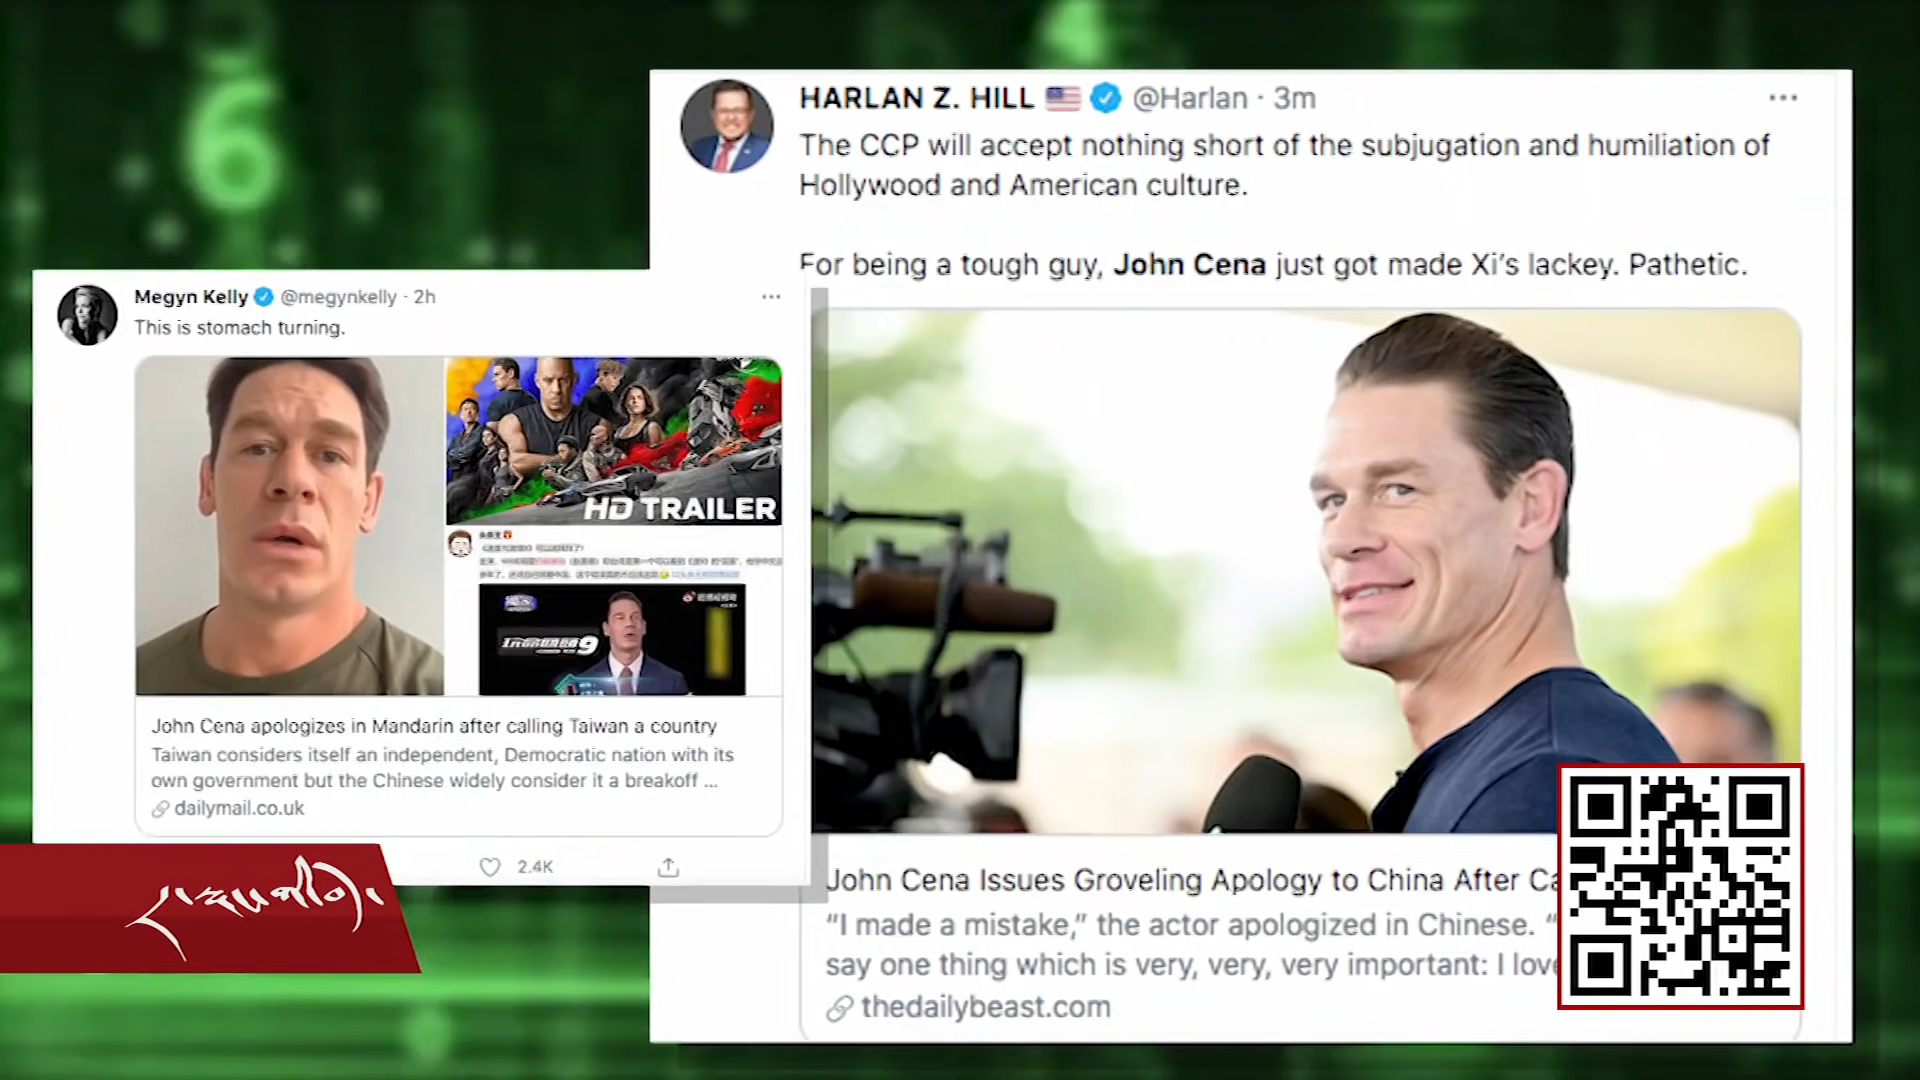 HARLAN Z. HILL @Harlan · 3m
The CCP will accept nothing short of the subjugation and humiliation of
Hollywood and American culture.
For being a tough guy, John Cena just got made Xi's lackey. Pathetic.
John Cena Issues Groveling Apology to China After
“I made a mistake,” the actor apologized in Chinese. “
say one thing which is very, very, very important: I love
thedailybeast.com
Megyn Kelly @megynkelly · 2h
This is stomach turning.
HD TRAILER
John Cena apologizes in Mandarin after calling Taiwan a country
Taiwan considers itself an independent, Democratic nation with its
own government but the Chinese widely consider it a breakoff ...
dailymail.co.uk
2.4K
6